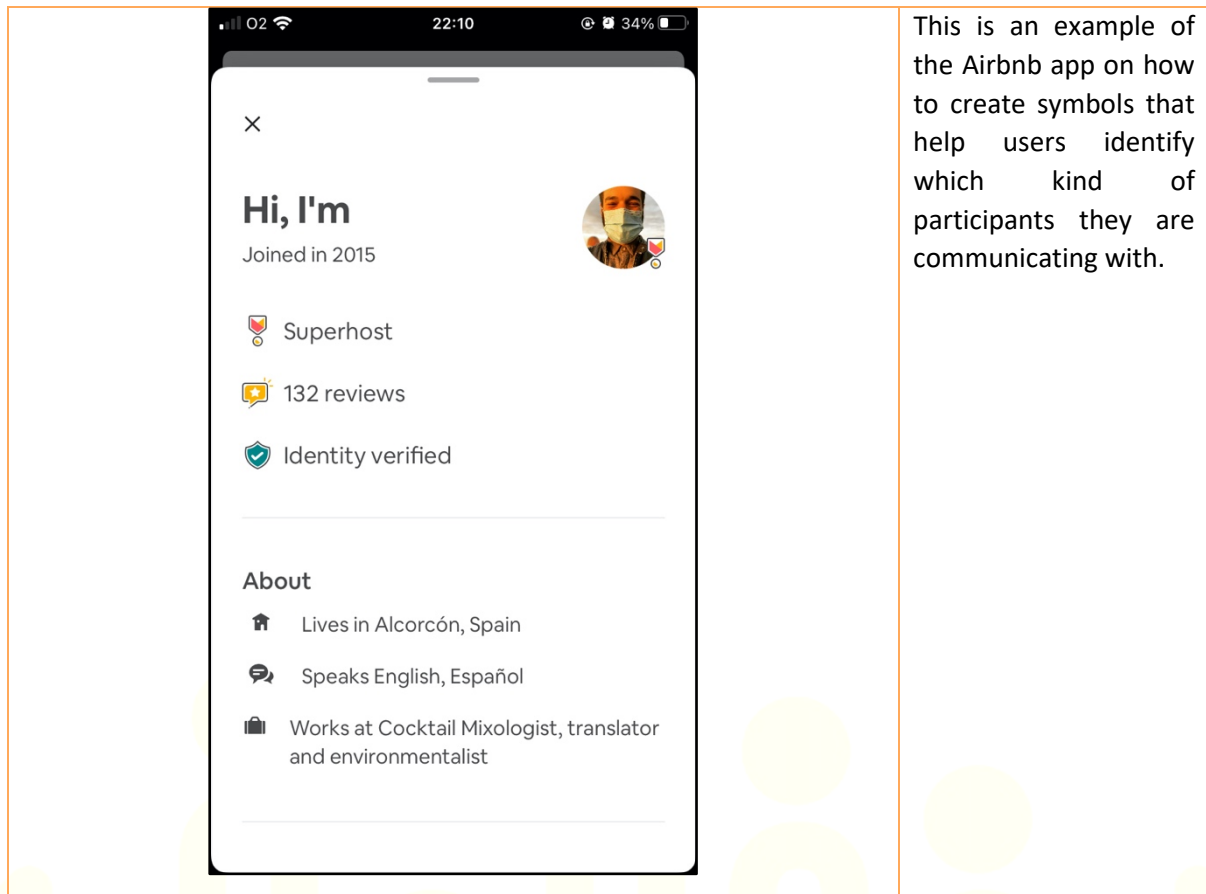 O2 22:10 34%
Hi, I'm
Joined in 2015
Superhost
132 reviews
Identity verified
About
Lives in Alcorcón, Spain
Speaks English, Español
Works at Cocktail Mixologist, translator
and environmentalist
This is an example of
the Airbnb app on how
to create symbols that
help users identify
which kind of
participants they are
communicating with.